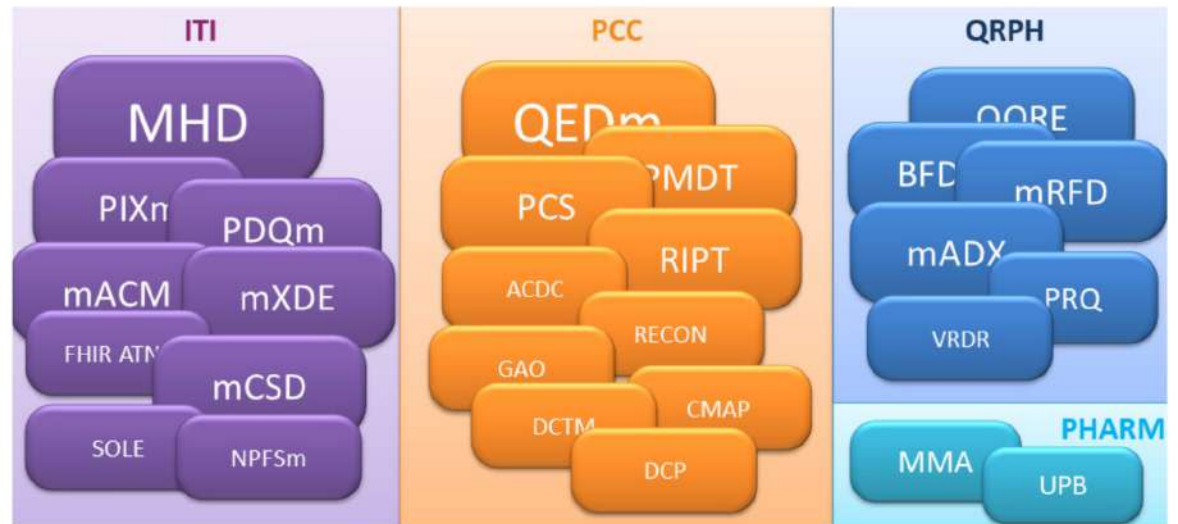 ITI
MHD
PIXm
PDQm
mACM
mXDE
FHIR ATN
mCSD
SOLE
NPFSm
PCC
QEDm
PMDT
PCS
RIPT
ACDC
RECON
GAO
CMAP
DCTM
DCP
QRPH
QORE
BFD
mRFD
mADX
PRQ
VRDR
PHARM
MMA
UPB